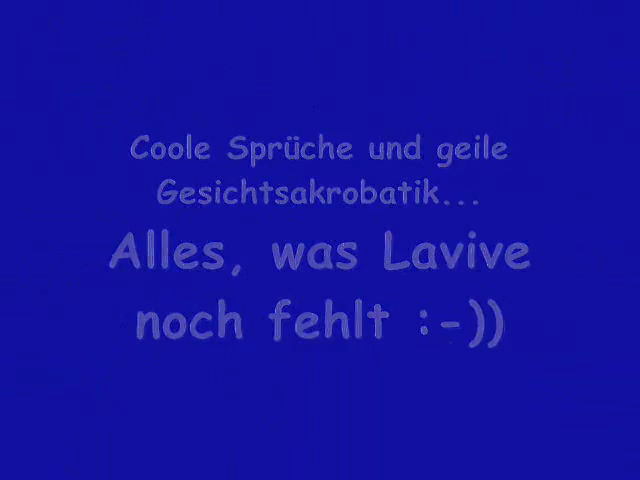 Coole Sprüche und geile
Gesichtsakrobatik...
Alles, was Lavive
noch fehlt :-))